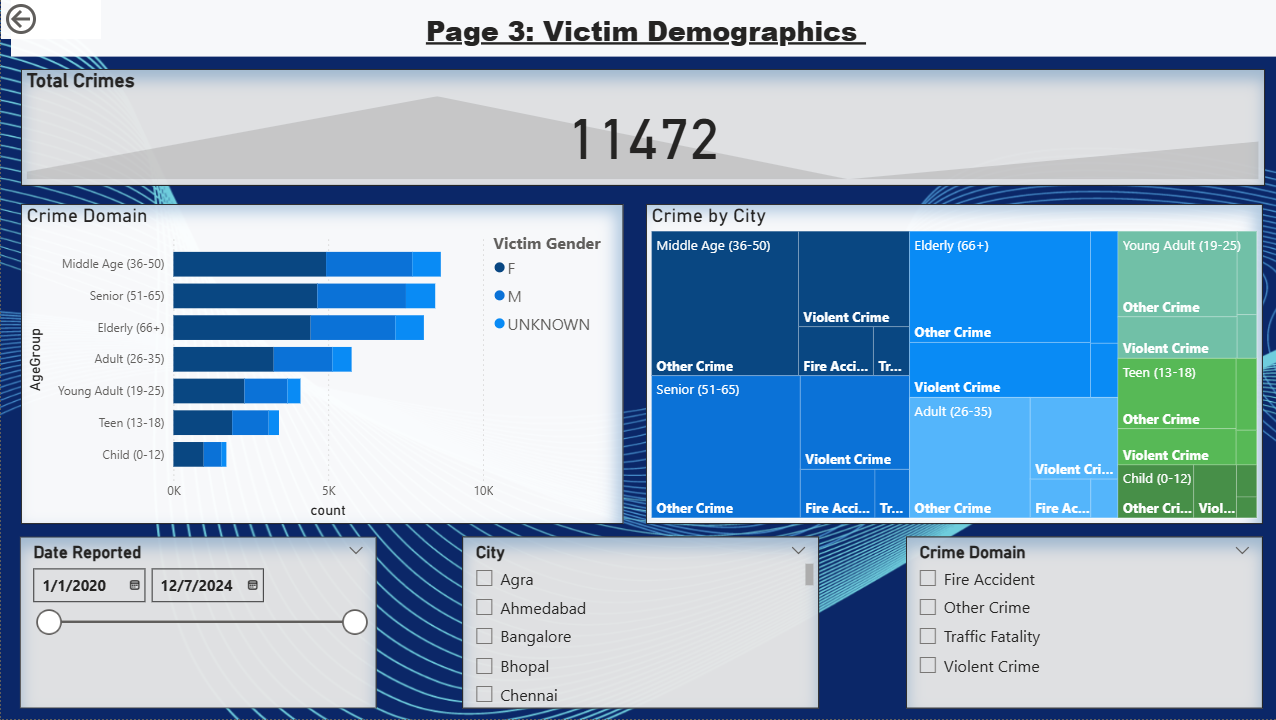 Page 3: Victim Demographics
Total Crimes
11472
Crime Domain
Victim Gender
F
M
UNKNOWN
AgeGroup
Middle Age (36-50)
Senior (51-65)
Elderly (66+)
Adult (26-35)
Young Adult (19-25)
Teen (13-18)
Child (0-12)
0K 5K 10K
count
Crime by City
Middle Age (36-50)
Other Crime
Violent Crime
Fire Acci...
Tr...
Senior (51-65)
Other Crime
Violent Crime
Fire Acci...
Tr...
Elderly (66+)
Other Crime
Violent Crime
Adult (26-35)
Other Crime
Violent Cri...
Fire Ac...
Young Adult (19-25)
Other Crime
Violent Crime
Teen (13-18)
Other Crime
Violent Crime
Child (0-12)
Other Cri...
Viol...
Date Reported
1/1/2020 12/7/2024
City
Agra
Ahmedabad
Bangalore
Bhopal
Chennai
Crime Domain
Fire Accident
Other Crime
Traffic Fatality
Violent Crime